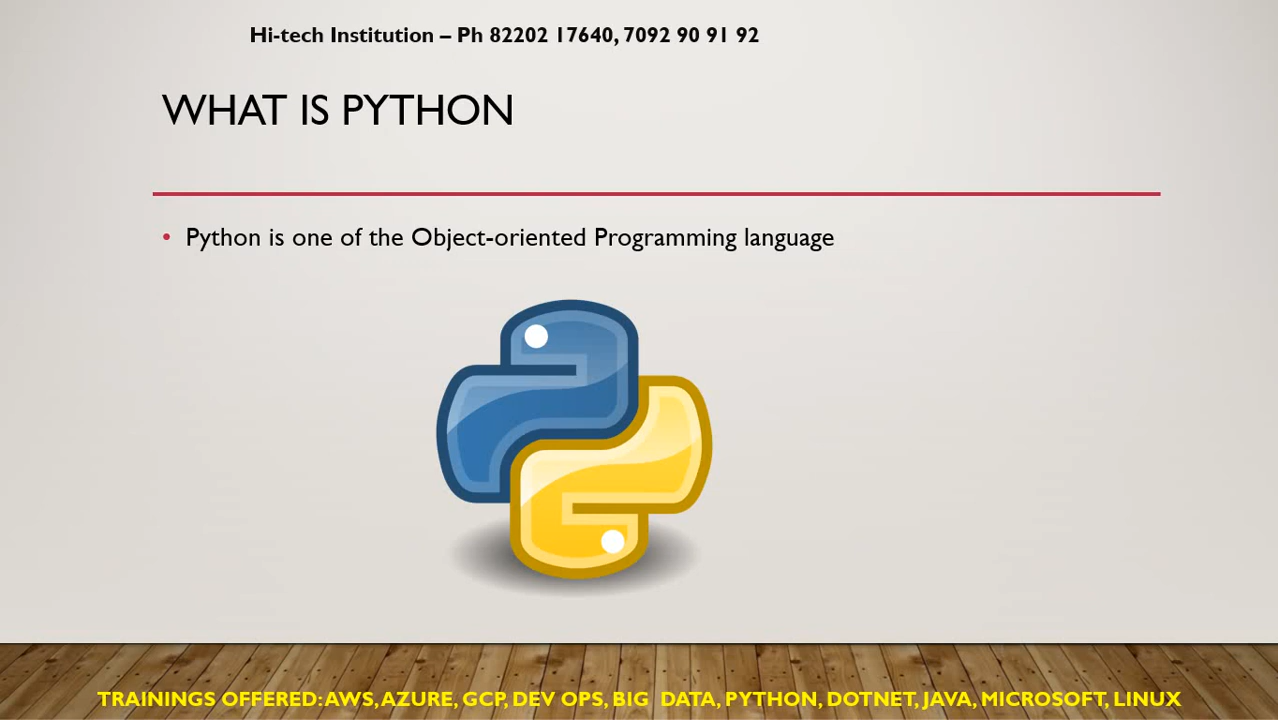 Hi-tech Institution – Ph 82202 17640, 7092 90 91 92
WHAT IS PYTHON
• Python is one of the Object-oriented Programming language
TRAININGS OFFERED: AWS, AZURE, GCP, DEV OPS, BIG  DATA, PYTHON, DOTNET, JAVA, MICROSOFT, LINUX